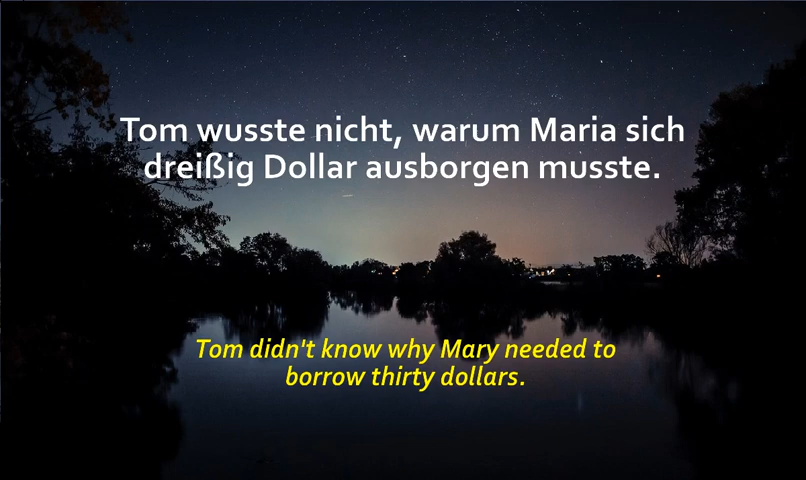 Tom wusste nicht, warum Maria sich
dreißig Dollar ausborgen musste.
Tom didn't know why Mary needed to
borrow thirty dollars.